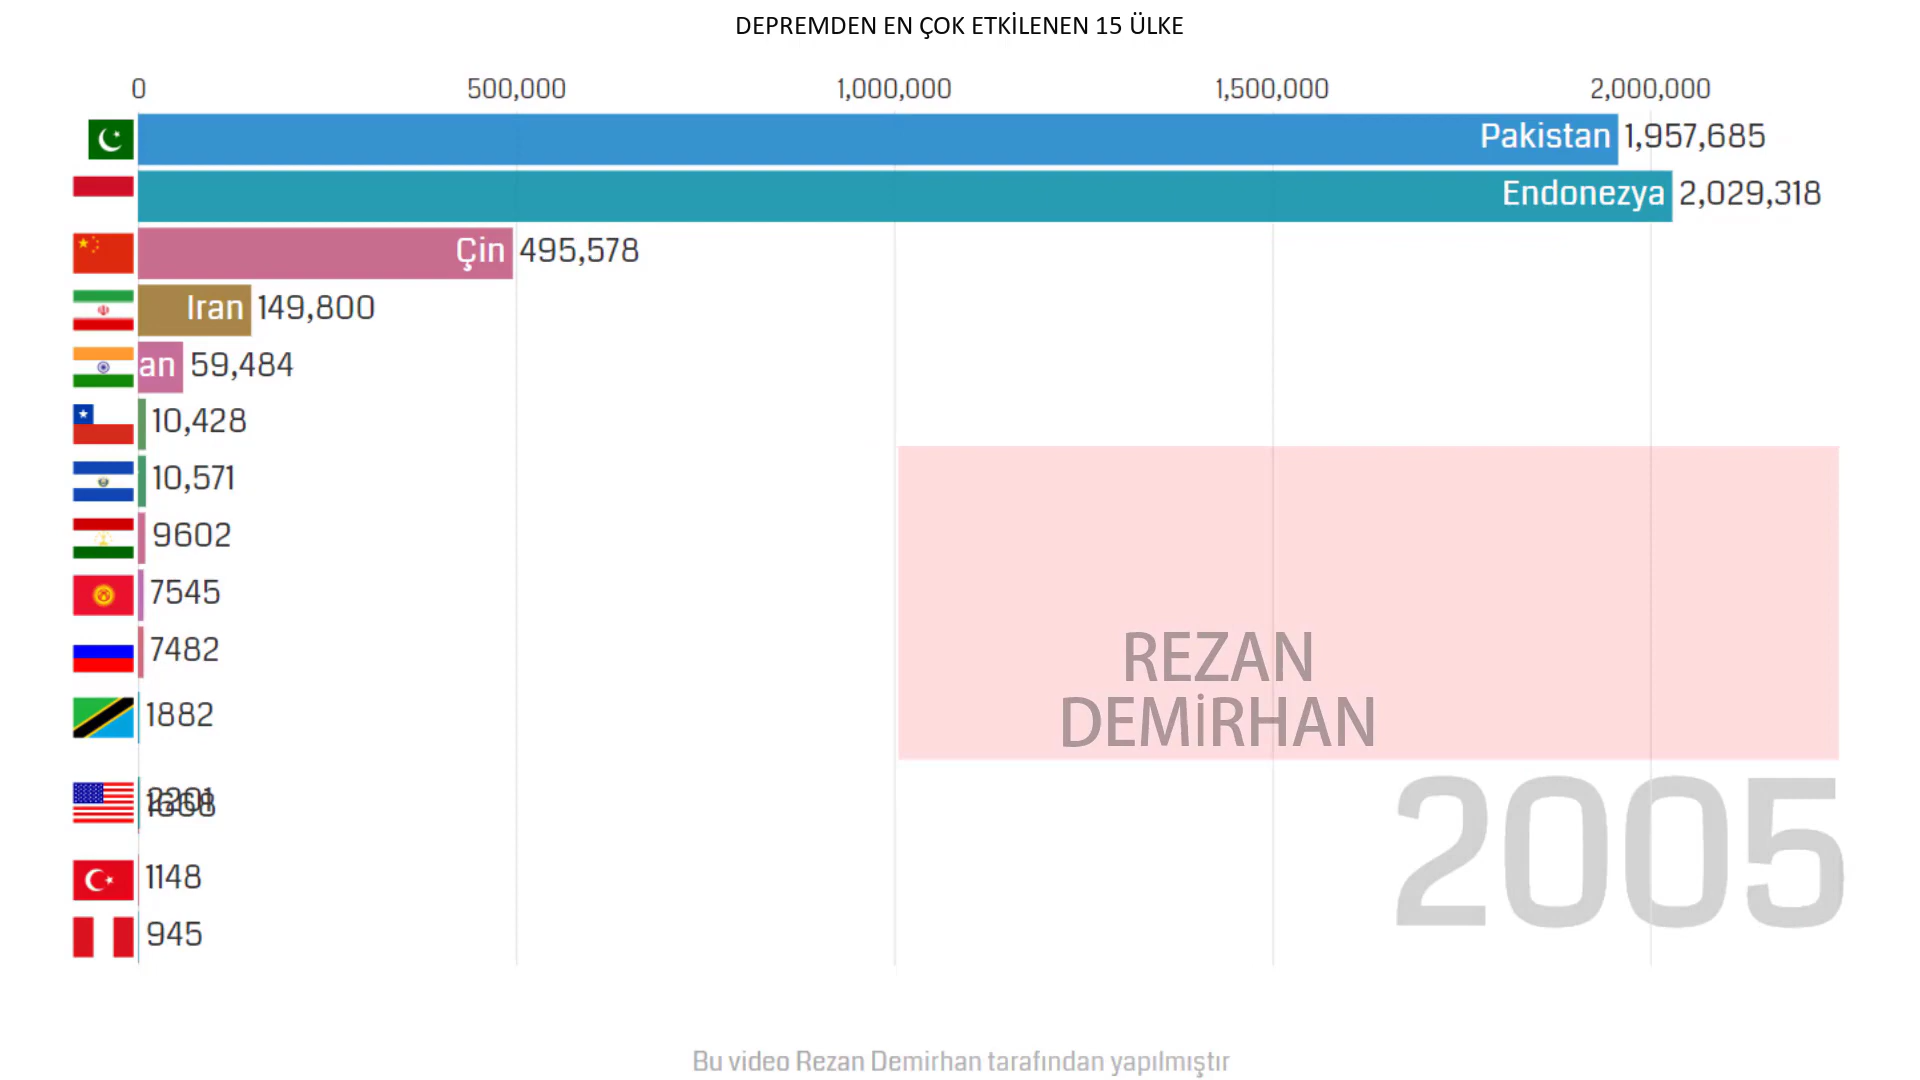 DEPREMDEN EN ÇOK ETKİLENEN 15 ÜLKE
0 500,000 1,000,000 1,500,000 2,000,000
Pakistan 1,957,685
Endonezya 2,029,318
Çin 495,578
Iran 149,800
an 59,484
10,428
10,571
9602
7545
7482
1882
1148
945
REZAN
DEMİRHAN
2005
Bu video Rezan Demirhan tarafından yapılmıştır